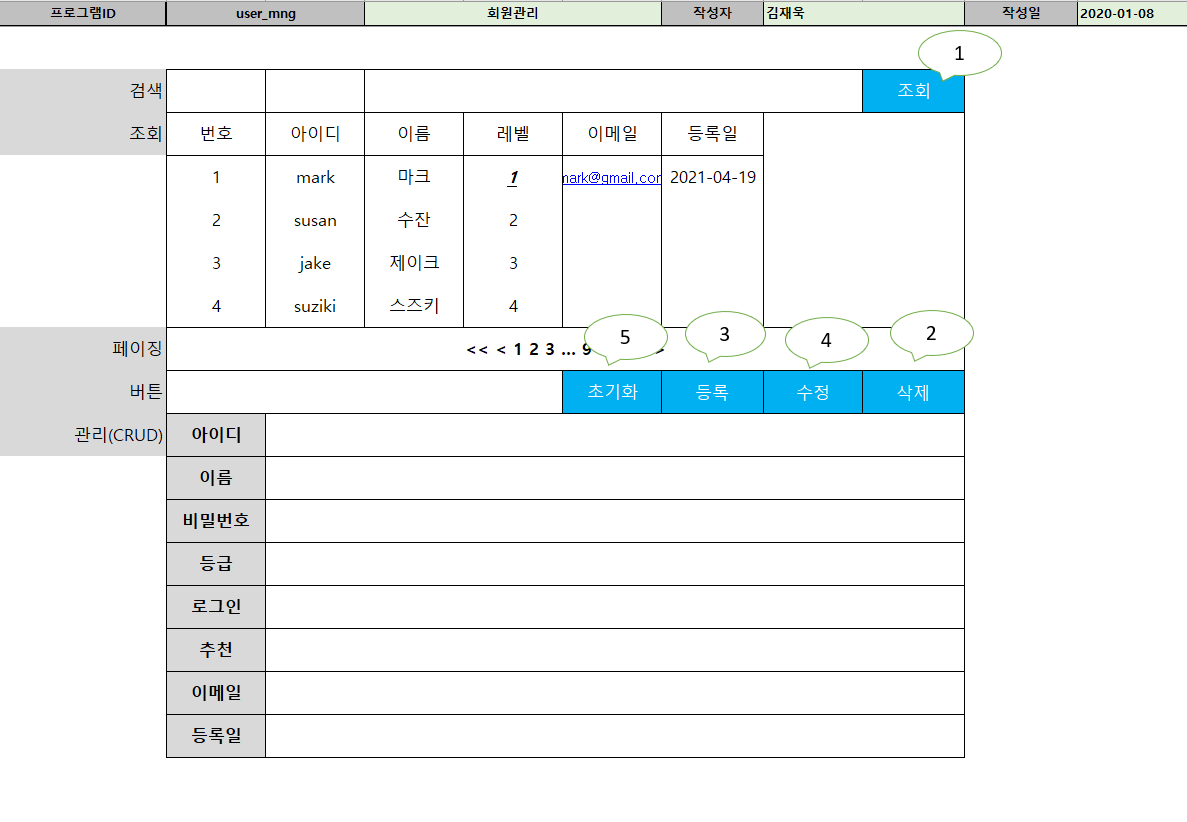 프로그램ID user_mng 회원관리 작성자 김재욱 작성일 2020-01-08
1
검색 조회
조회 번호 아이디 이름 레벨 이메일 등록일
1 mark 마크 1 mark@gmail.com 2021-04-19
2 susan 수잔 2
3 jake 제이크 3
4 suziki 스즈키 4
5 3 4 2
페이징 << < 1 2 3 ... 9 >
버튼 초기화 등록 수정 삭제
관리(CRUD) 아이디
이름
비밀번호
등급
로그인
추천
이메일
등록일